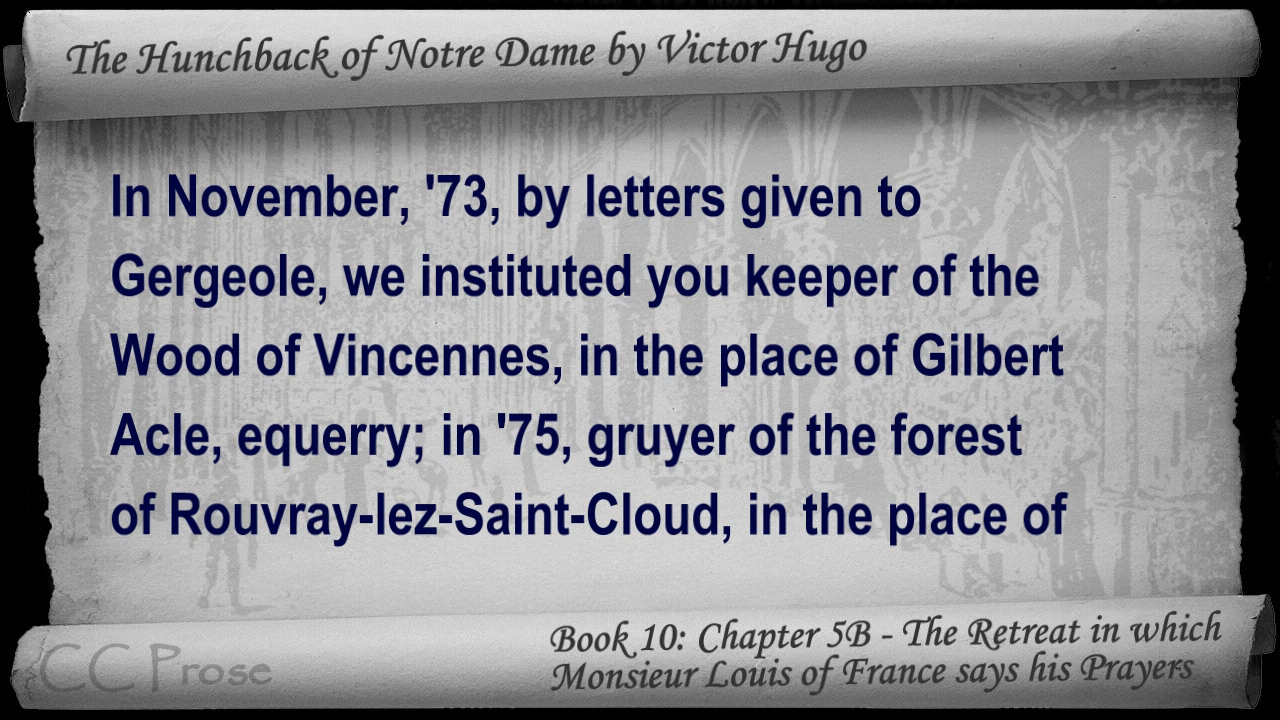 The Hunchback of Notre Dame by Victor Hugo
In November, '73, by letters given to
Gergeole, we instituted you keeper of the
Wood of Vincennes, in the place of Gilbert
Acle, equerry; in '75, gruyer of the forest
of Rouvray-lez-Saint-Cloud, in the place of
CC Prose
Book 10: Chapter 5B - The Retreat in which
Monsieur Louis of France says his Prayers